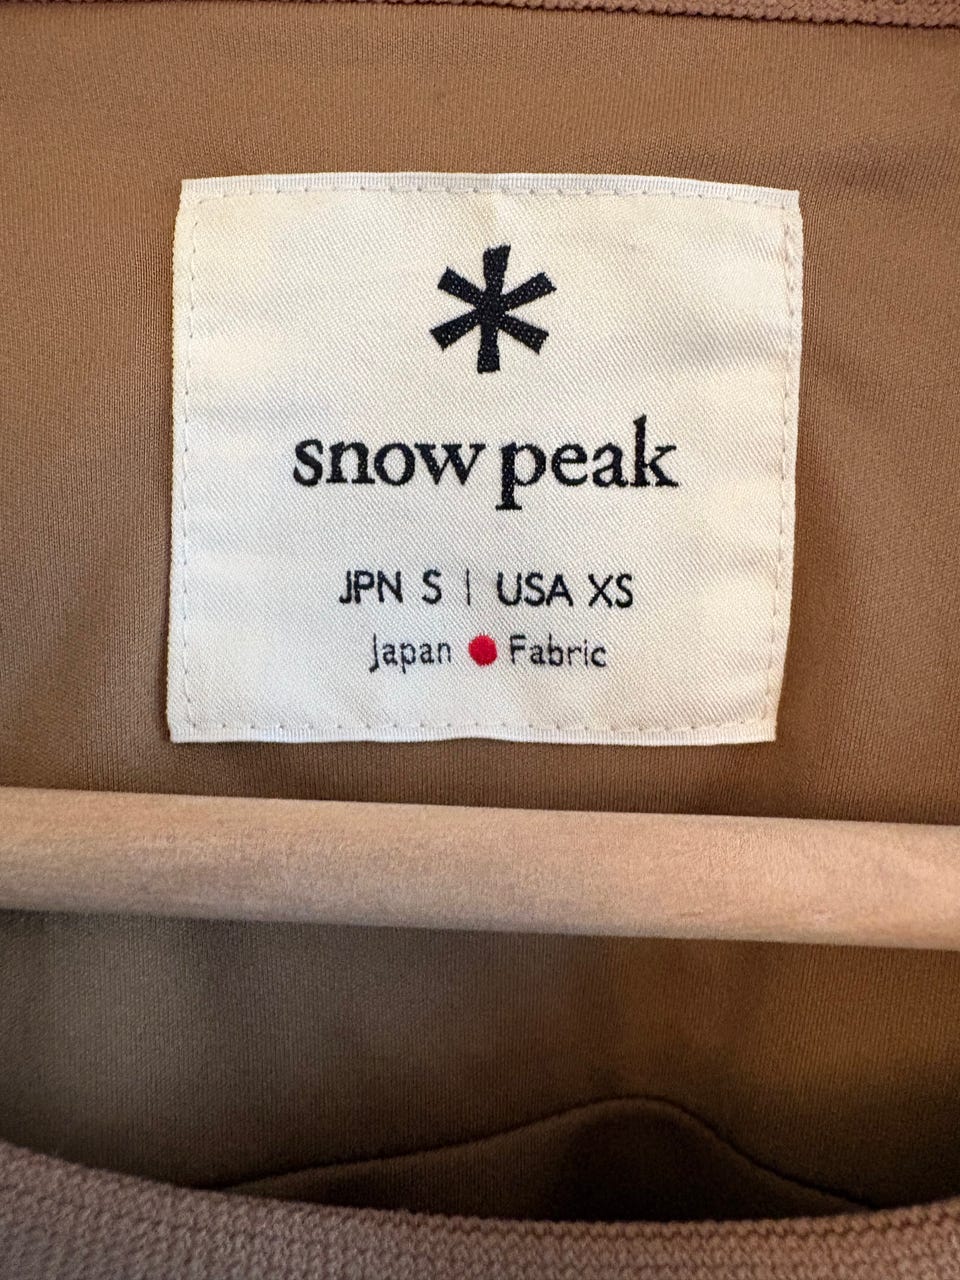 snow peak
JPN S | USA XS
Japan ● Fabric